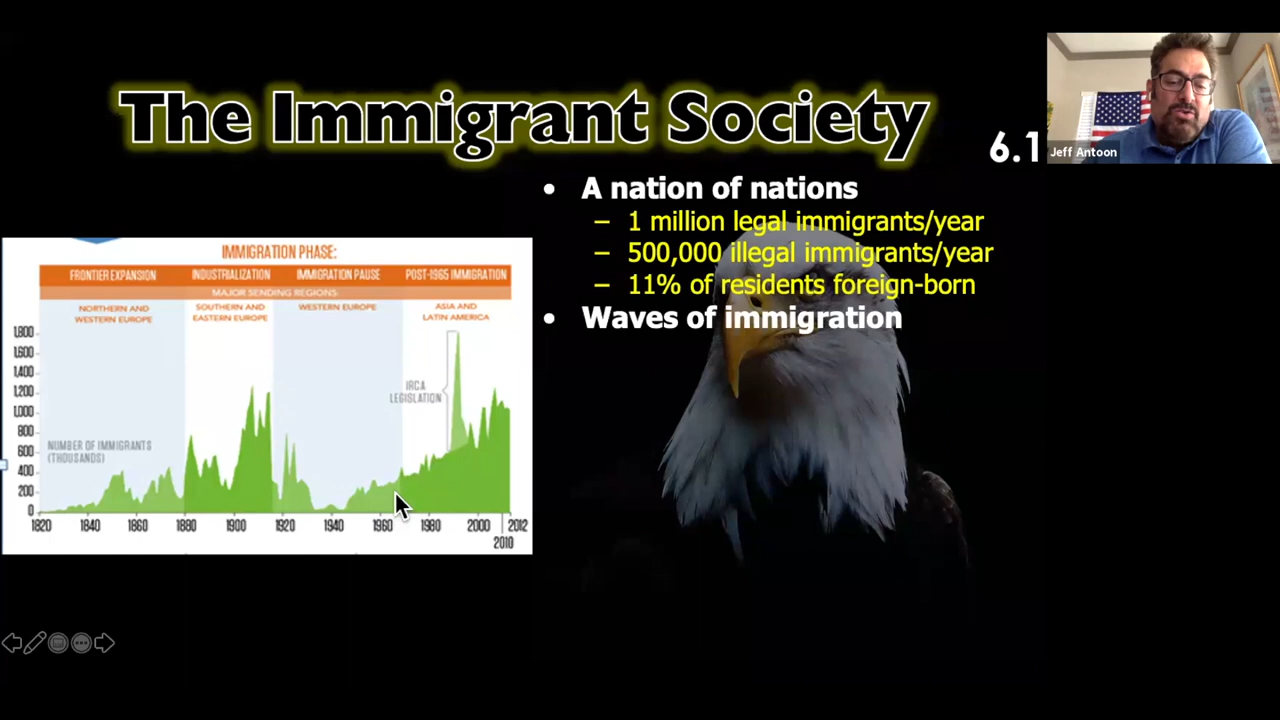 The Immigrant Society
6.1
Jeff Antoon
• A nation of nations
– 1 million legal immigrants/year
– 500,000 illegal immigrants/year
– 11% of residents foreign-born
• Waves of immigration
IMMIGRATION PHASE:
FRONTIER EXPANSION INDUSTRIALIZATION IMMIGRATION PAUSE POST-1965 IMMIGRATION
MAJOR SENDING REGIONS
NORTHERN AND
WESTERN EUROPE
SOUTHERN AND
EASTERN EUROPE
WESTERN EUROPE
ASIA AND
LATIN AMERICA
1,800
1,600
1,400
1,200
1,000
800
600
400
200
0
IRCA
LEGISLATION
NUMBER OF IMMIGRANTS
(THOUSANDS)
1820 1840 1860 1880 1900 1920 1940 1960 1980 2000 2012
2010